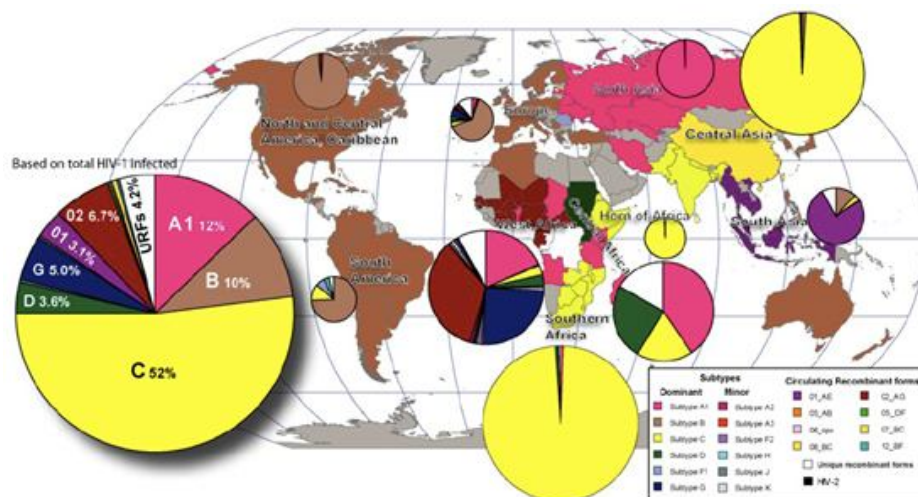 North and Central
America, Caribbean
Europe
North Asia
Central Asia
Based on total HIV-1 infected
02 6.7%
URFs 4.2%
A1 12%
01 3.1%
G 5.0%
B 10%
D 3.6%
C 52%
West Africa
Central Africa
Horn of Africa
South Asia
South
America
Southern
Africa
Subtypes
Dominant Minor
Subtype A1 Subtype A2
Subtype B Subtype A3
Subtype C Subtype F2
Subtype D Subtype H
Subtype F1 Subtype J
Subtype G Subtype K
Circulating Recombinant forms
01_AE 02_AG
03_AB 05_DF
06_cpx 07_BC
08_BC 12_BF
Unique recombinant forms
HIV-2